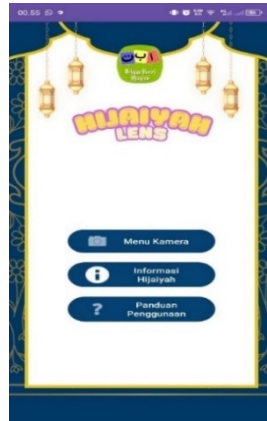 00.55
HIJAIYAH
LENS
Menu Kamera
Informasi
Hijaiyah
Panduan
Penggunaan